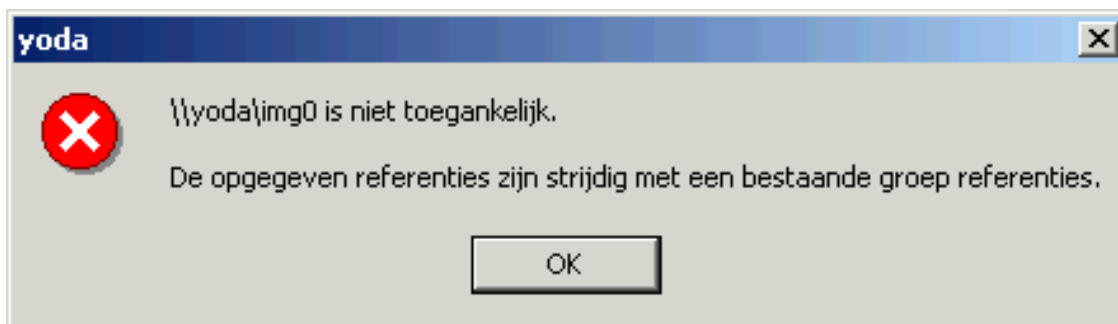 yoda
\\yoda\img0 is niet toegankelijk.
De opgegeven referenties zijn strijdig met een bestaande groep referenties.
OK